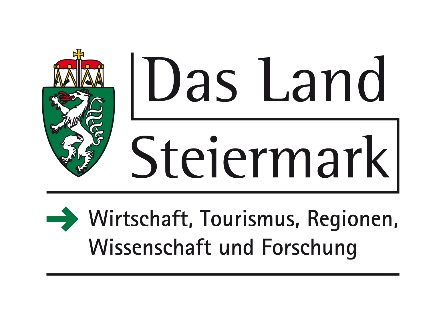 Das Land
Steiermark
Wirtschaft, Tourismus, Regionen,
Wissenschaft und Forschung